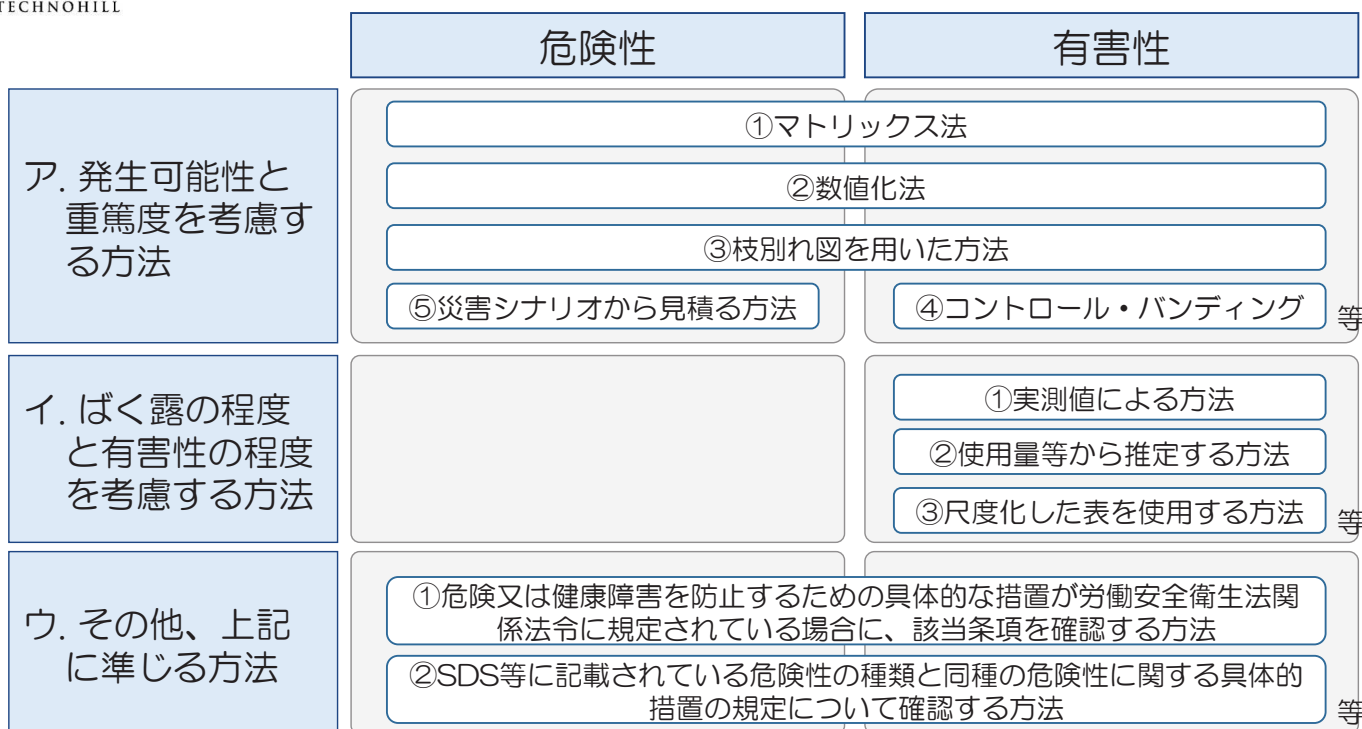 TECHNOHILL
危険性
有害性
ア. 発生可能性と
重篤度を考慮す
る方法
①マトリックス法
②数値化法
③枝別れ図を用いた方法
⑤災害シナリオから見積る方法
④コントロール・バンディング
等
イ. ばく露の程度
と有害性の程度
を考慮する方法
①実測値による方法
②使用量等から推定する方法
③尺度化した表を使用する方法
等
ウ. その他、上記
に準じる方法
①危険又は健康障害を防止するための具体的な措置が労働安全衛生法関
係法令に規定されている場合に、該当条項を確認する方法
②SDS等に記載されている危険性の種類と同種の危険性に関する具体的
措置の規定について確認する方法
等